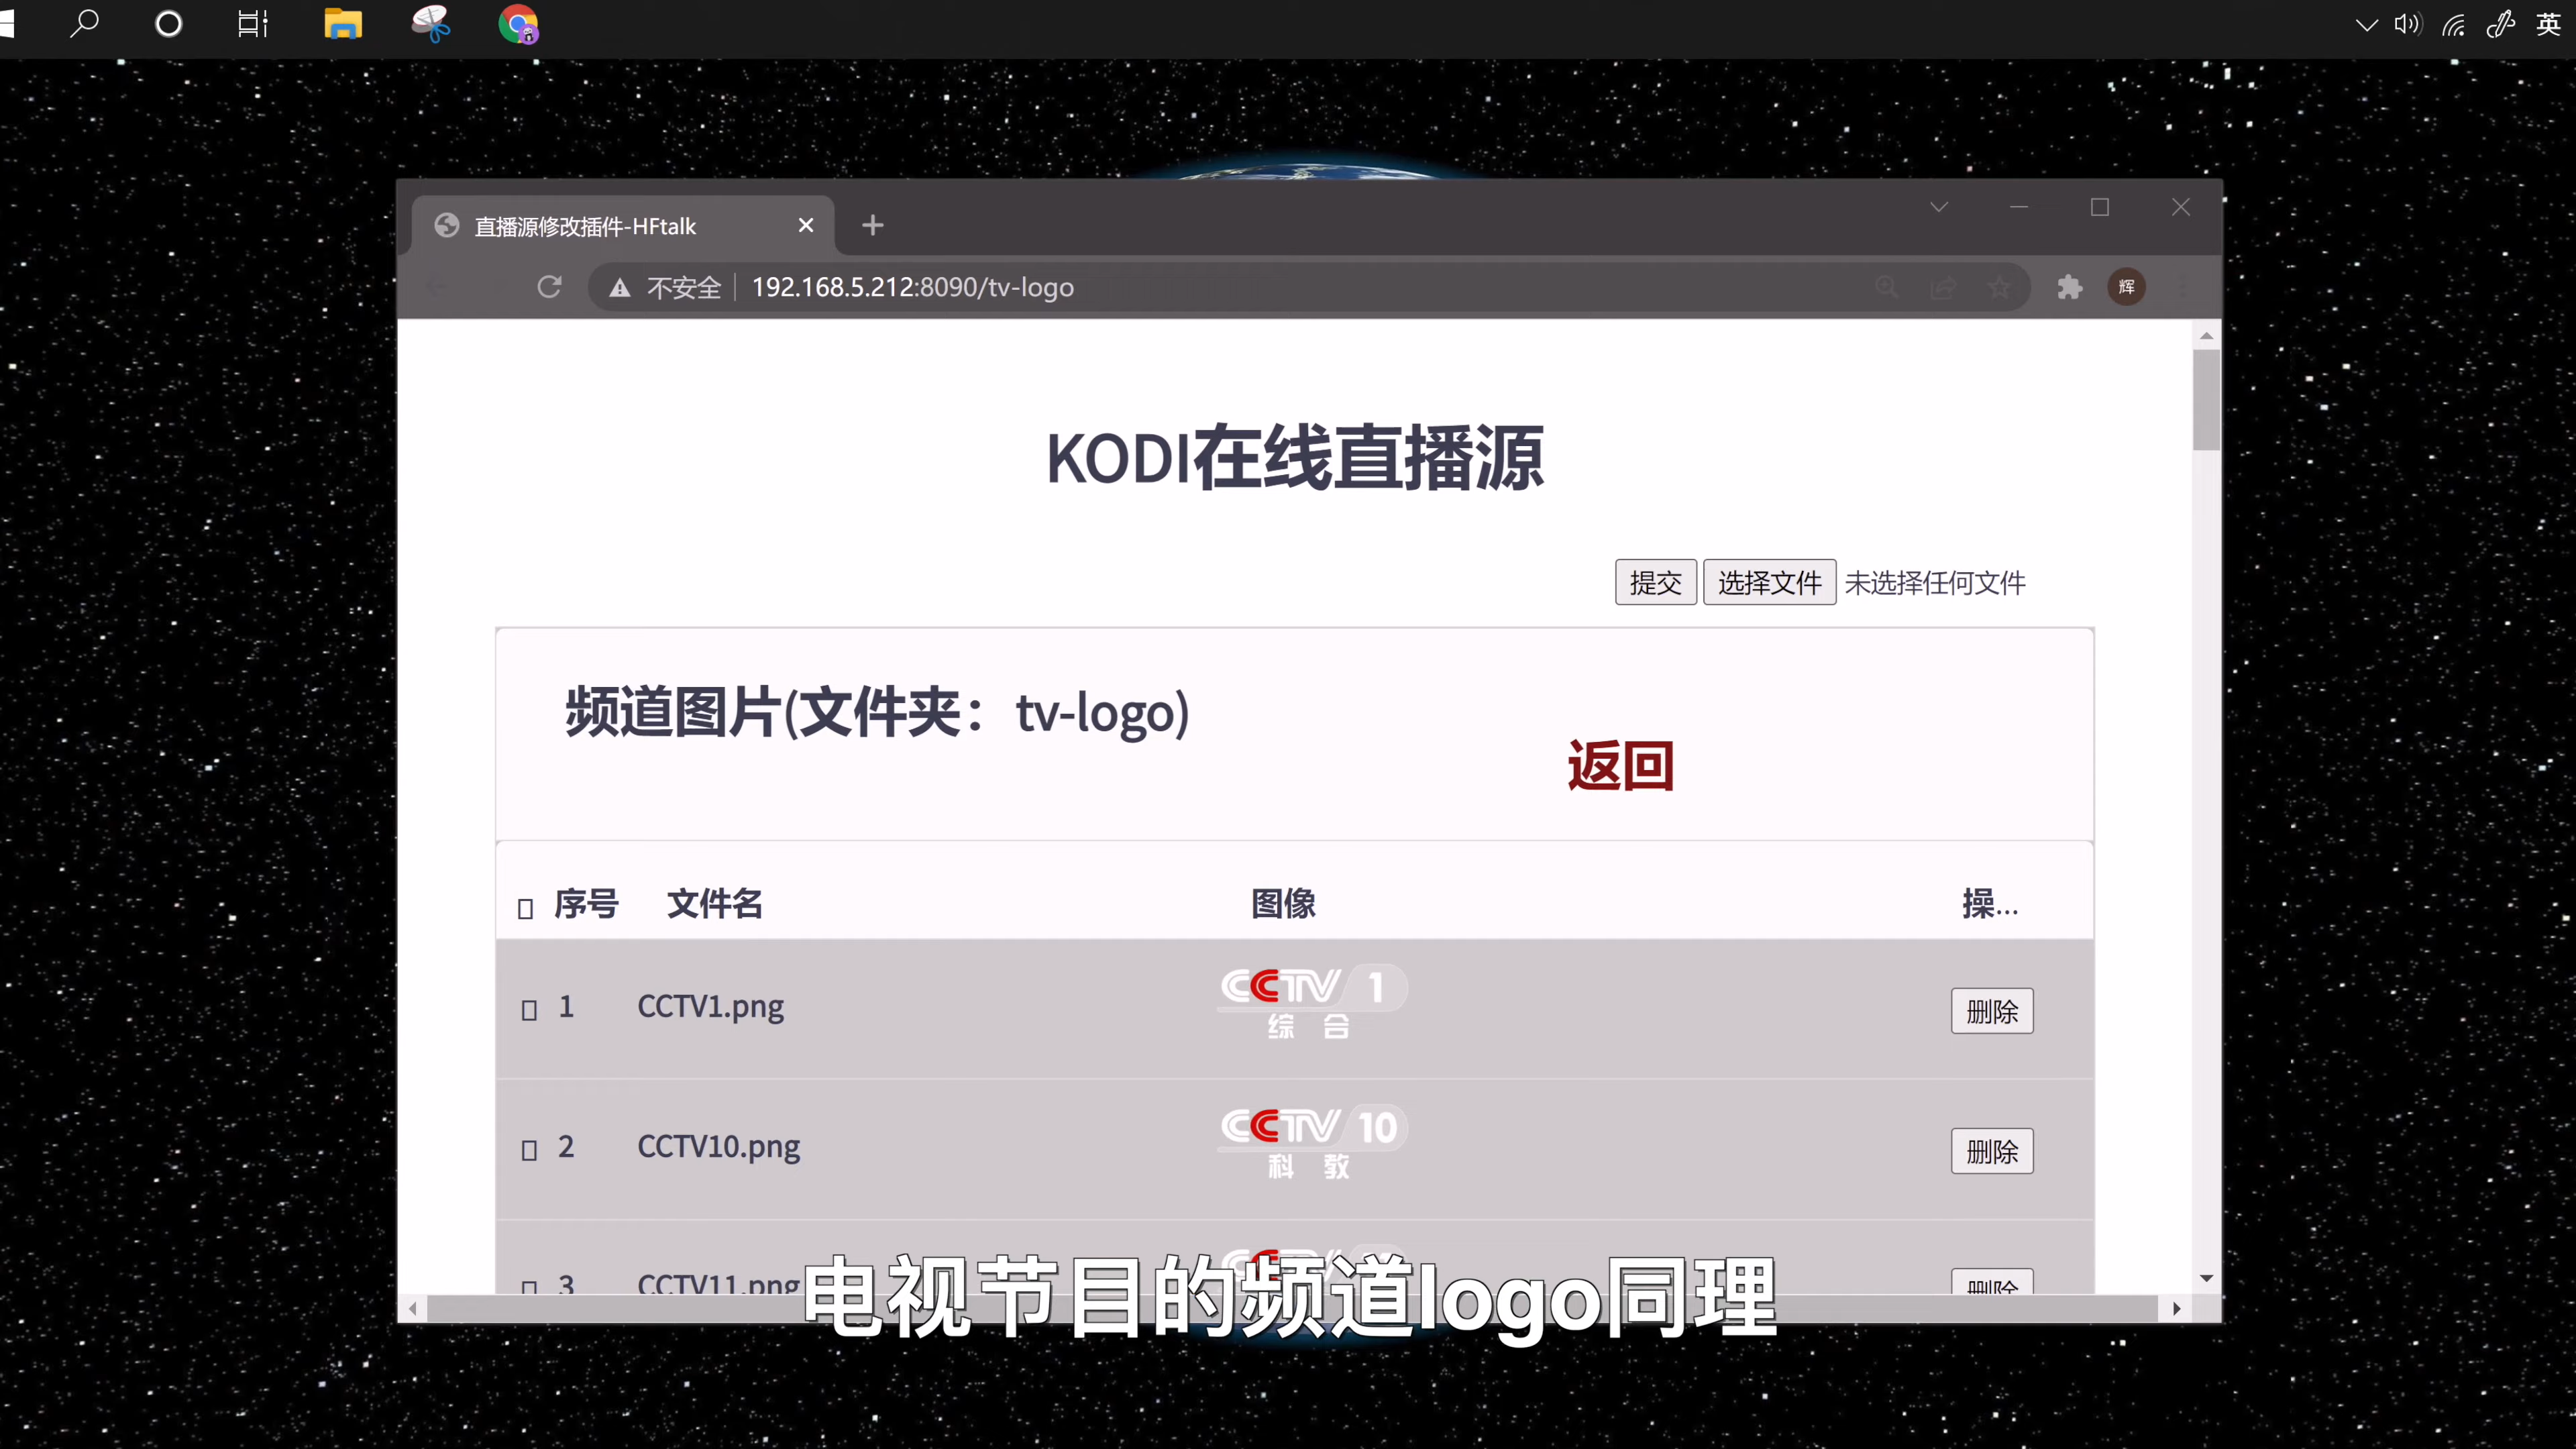 英
直播源修改插件-HFtalk
不安全 192.168.5.212:8090/tv-logo
辉
KODI在线直播源
提交 选择文件 未选择任何文件
频道图片(文件夹：tv-logo)
返回
序号 文件名 图像 操...
CCTV 1
综 合
1 CCTV1.png 删除
CCTV 10
科 教
2 CCTV10.png 删除
3 CCTV11.png 删除
电视节目的频道logo同理